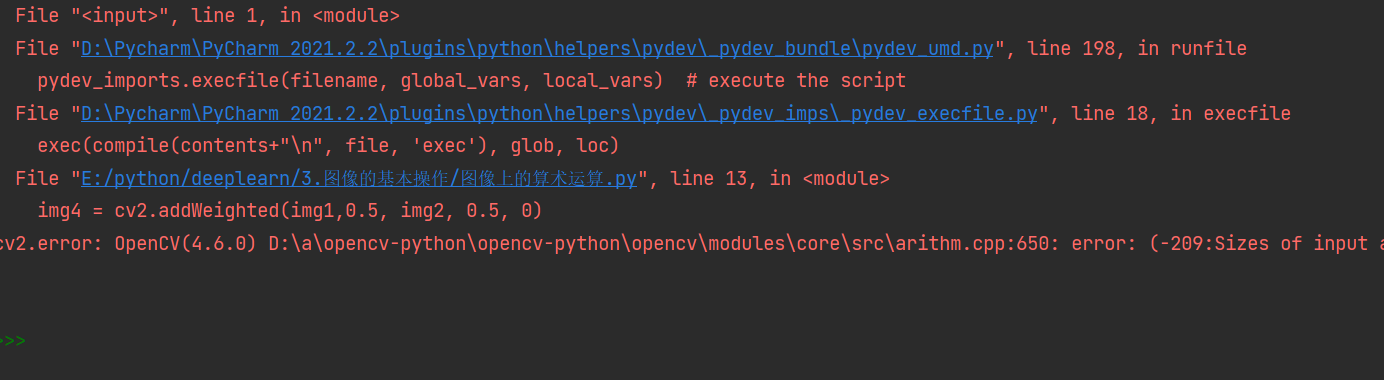 File "<input>", line 1, in <module>
File "D:\Pycharm\PyCharm 2021.2.2\plugins\python\helpers\pydev\_pydev_bundle\pydev_umd.py", line 198, in runfile
pydev_imports.execfile(filename, global_vars, local_vars)  # execute the script
File "D:\Pycharm\PyCharm 2021.2.2\plugins\python\helpers\pydev\_pydev_imps\_pydev_execfile.py", line 18, in execfile
exec(compile(contents+"\n", file, 'exec'), glob, loc)
File "E:/python/deeplearn/3.图像的基本操作/图像上的算术运算.py", line 13, in <module>
img4 = cv2.addWeighted(img1,0.5, img2, 0.5, 0)
cv2.error: OpenCV(4.6.0) D:\a\opencv-python\opencv-python\opencv\modules\core\src\arithm.cpp:650: error: (-209:Sizes of input a
>>>